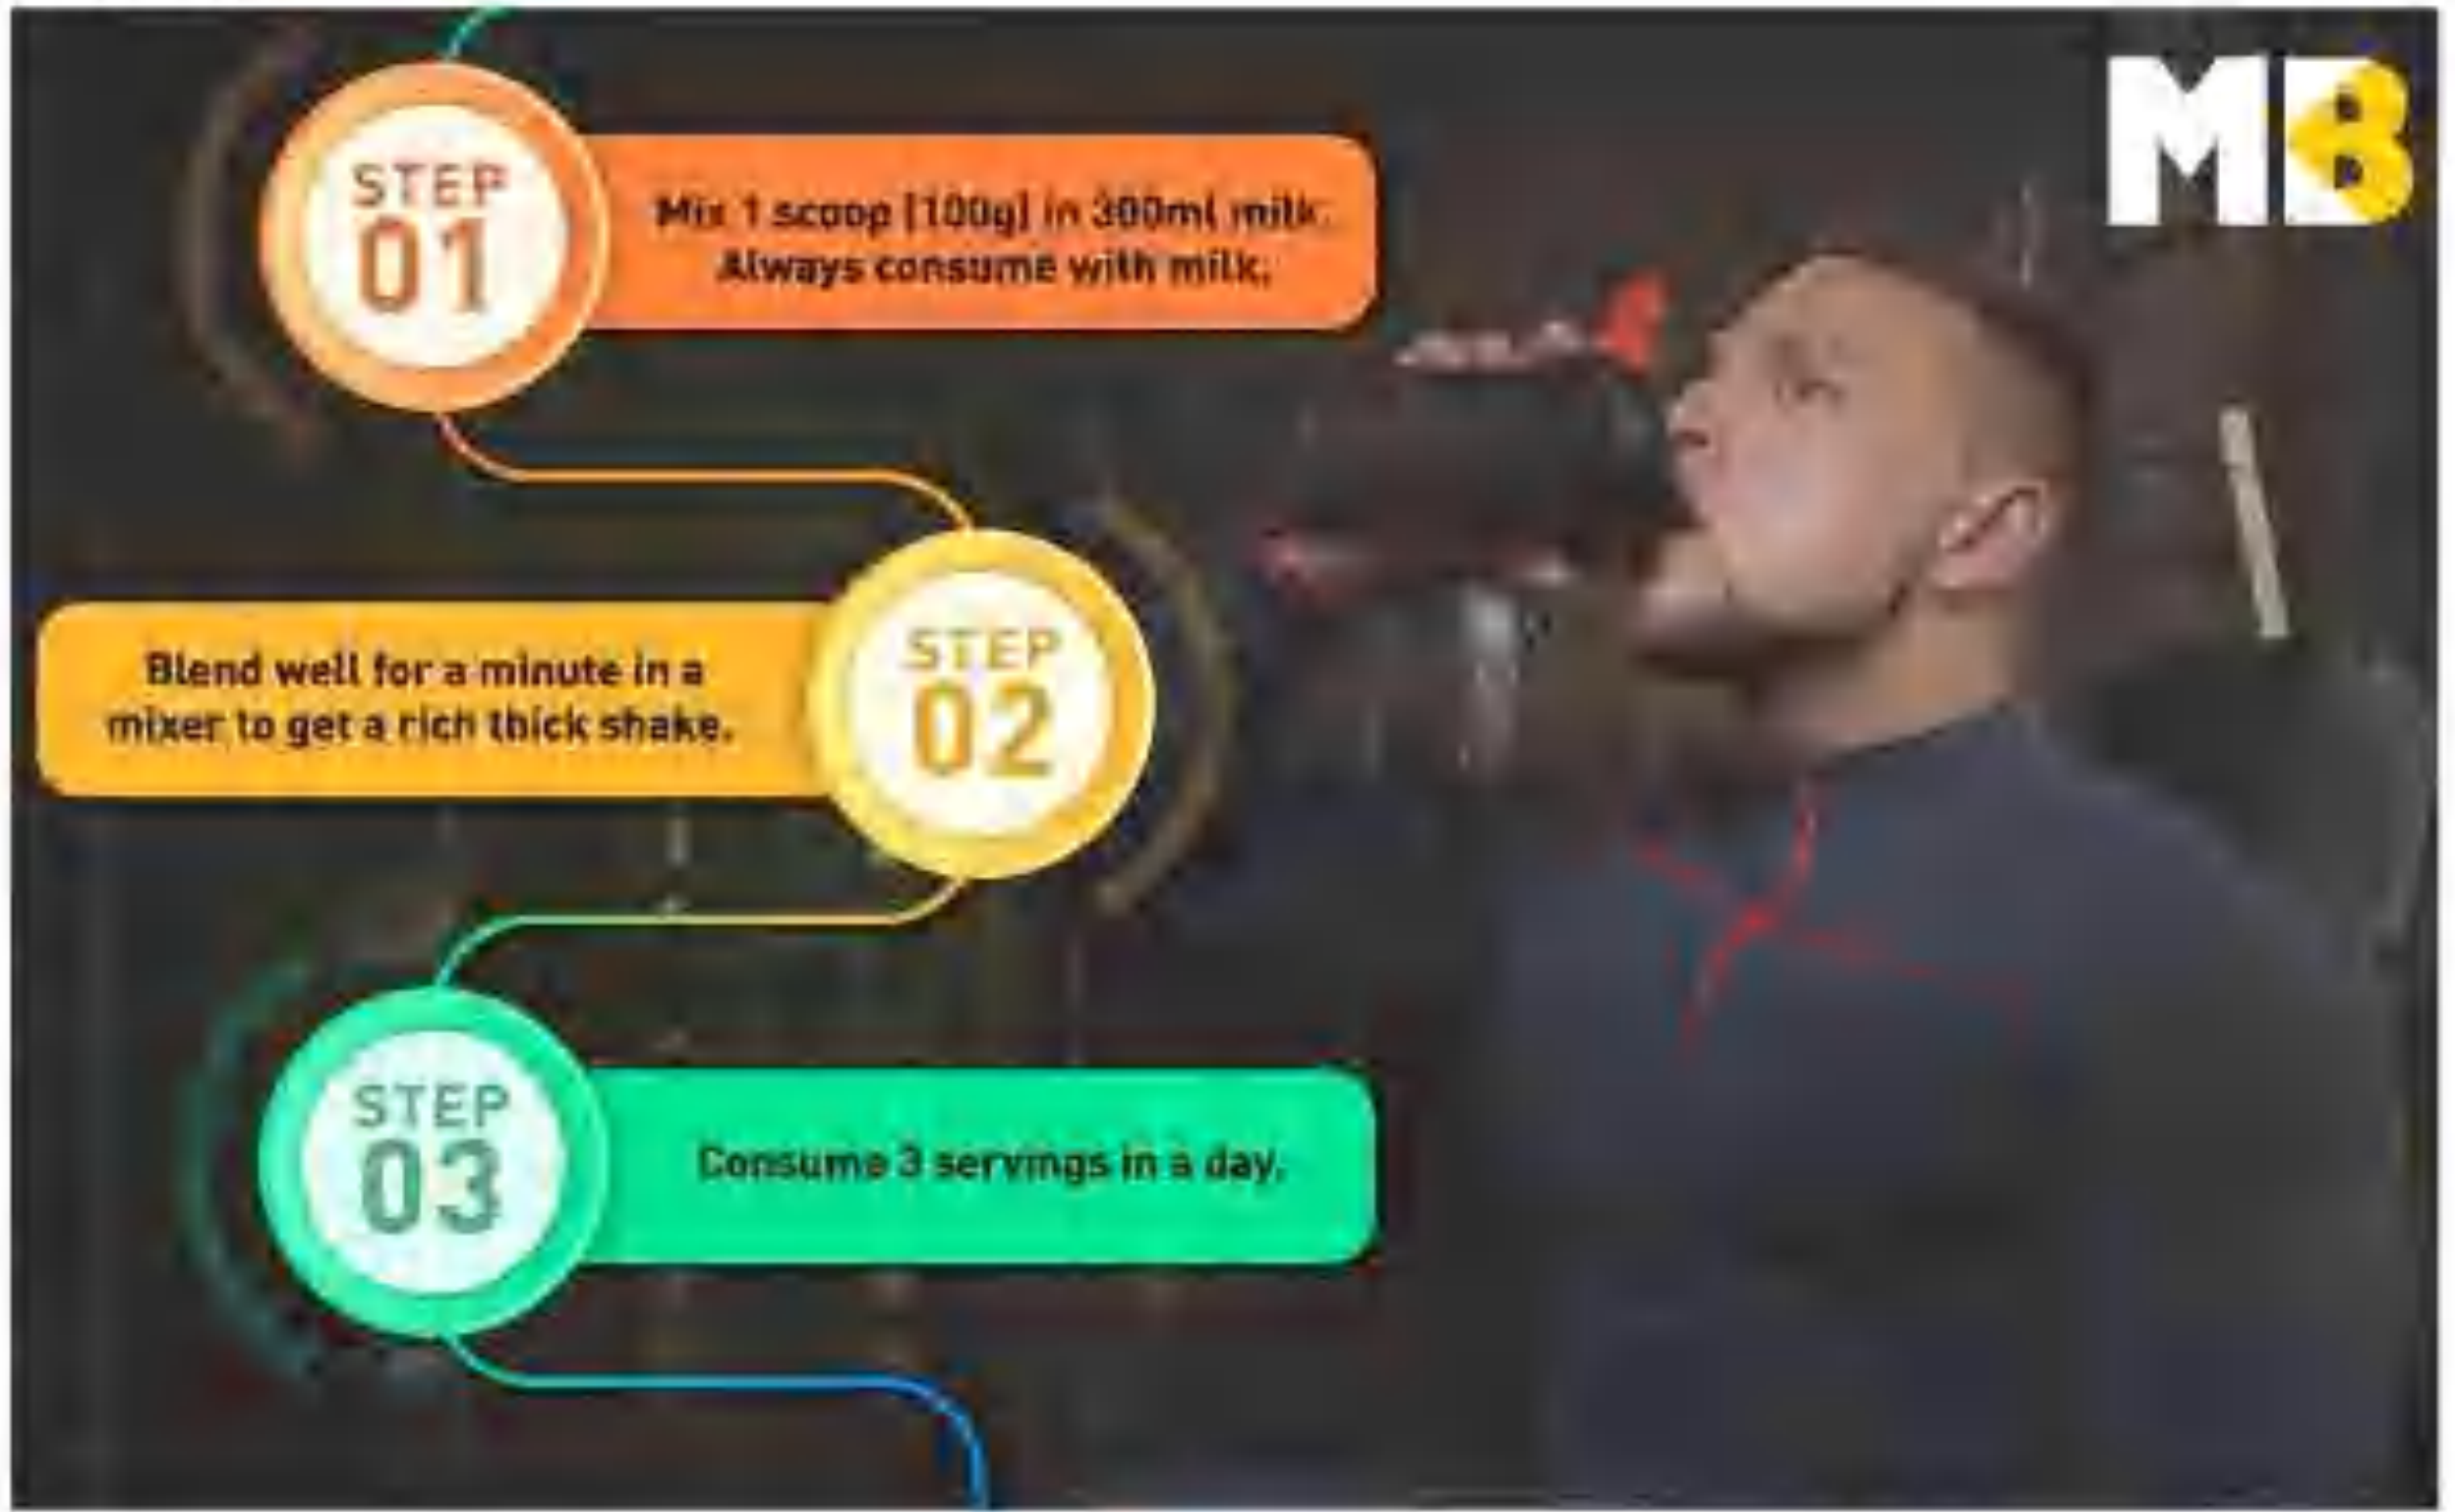 MB
STEP
01
Mix 1 scoop [100g] in 300ml milk.
Always consume with milk.
STEP
02
Blend well for a minute in a
mixer to get a rich thick shake.
STEP
03
Consume 3 servings in a day.